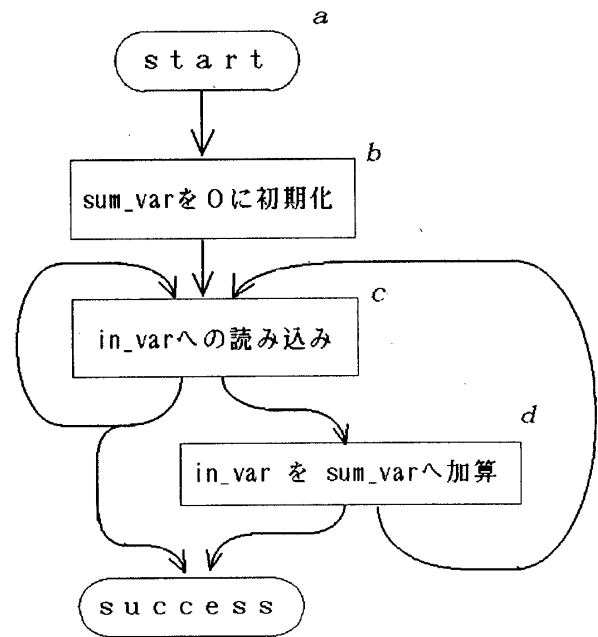 a
start
b
sum_varを0に初期化
c
in_varへの読み込み
d
in_var を sum_varへ加算
success